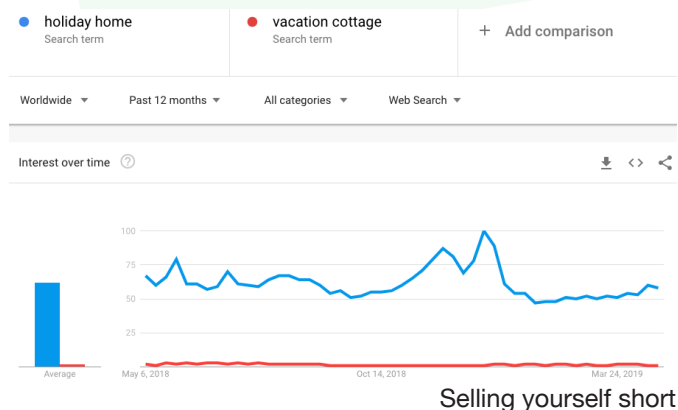 holiday home
Search term
vacation cottage
Search term
+ Add comparison
Worldwide
Past 12 months
All categories
Web Search
Interest over time ?
100
75
50
25
Average
May 6, 2018
Oct 14, 2018
Mar 24, 2019
Selling yourself short